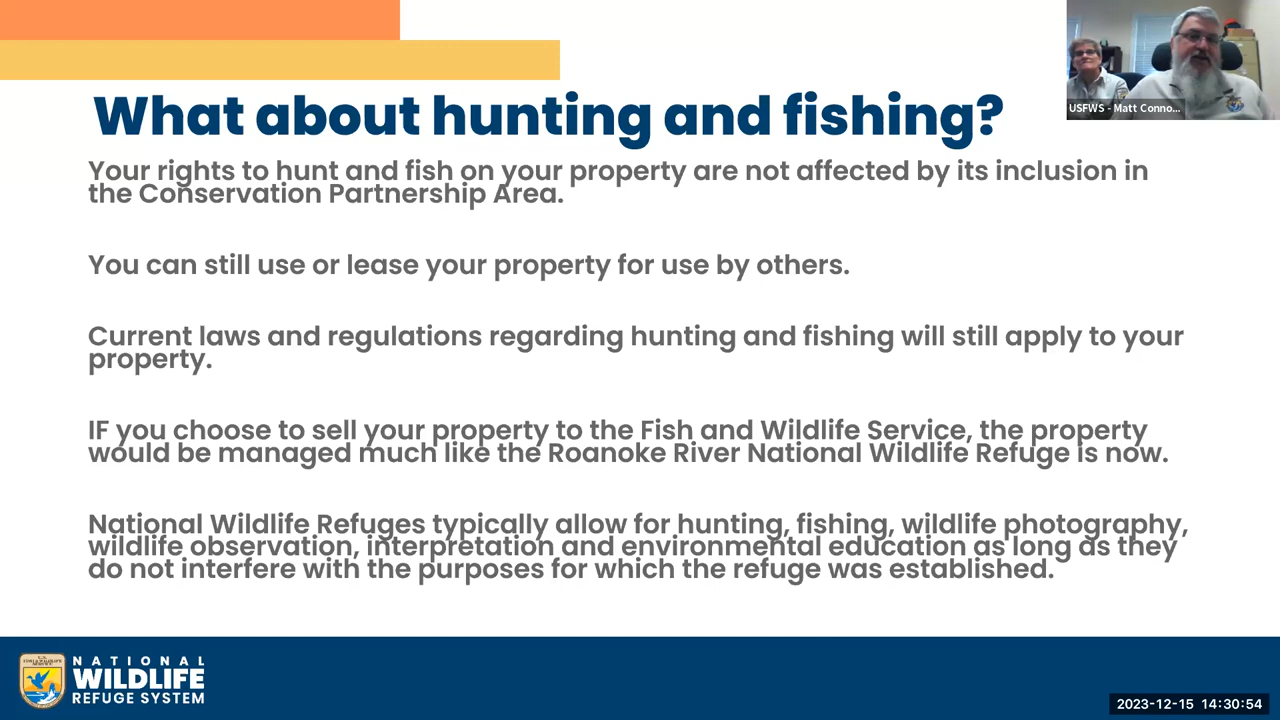 What about hunting and fishing?
Your rights to hunt and fish on your property are not affected by its inclusion in
the Conservation Partnership Area.
You can still use or lease your property for use by others.
Current laws and regulations regarding hunting and fishing will still apply to your
property.
IF you choose to sell your property to the Fish and Wildlife Service, the property
would be managed much like the Roanoke River National Wildlife Refuge is now.
National Wildlife Refuges typically allow for hunting, fishing, wildlife photography,
wildlife observation, interpretation and environmental education as long as they
do not interfere with the purposes for which the refuge was established.
USFWS - Matt Conno...
U.S.
FISH & WILDLIFE
SERVICE
NATIONAL
WILDLIFE
REFUGE SYSTEM
2023-12-15 14:30:54